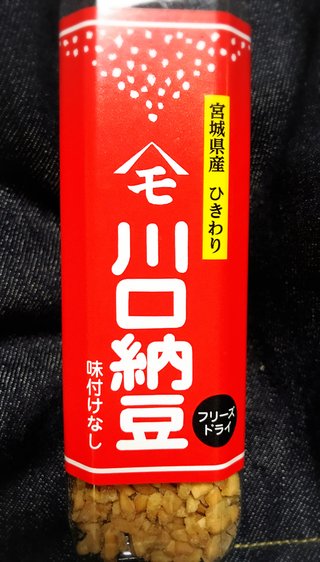 宮城県産 ひきわり
モ
川口納豆
味付けなし
フリーズ
ドライ